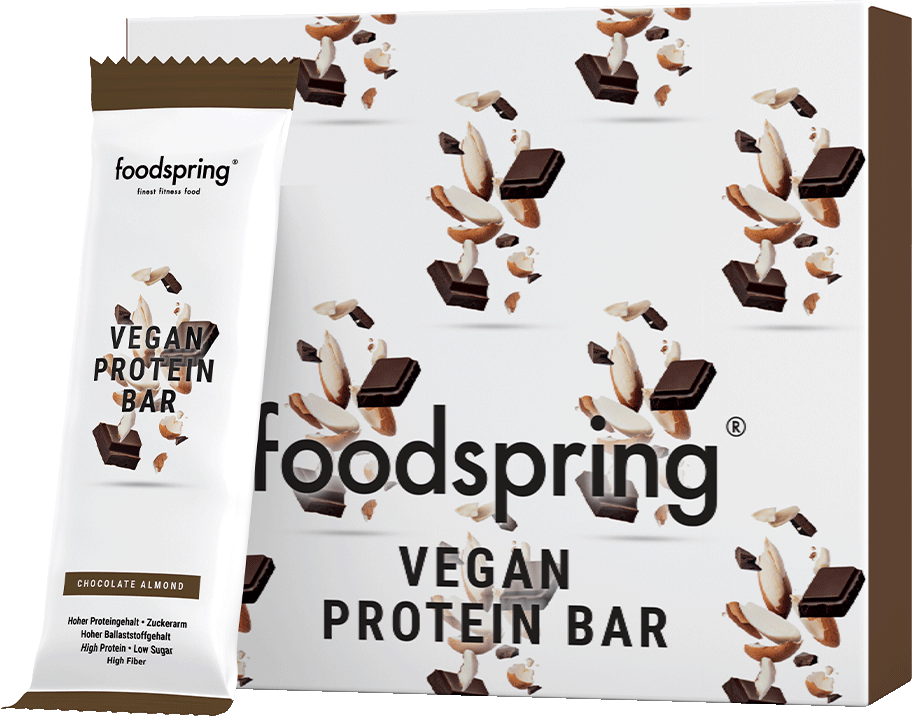 foodspring®
finest fitness food
VEGAN
PROTEIN
BAR
CHOCOLATE ALMOND
Hoher Proteingehalt • Zuckerarm
Hoher Ballaststoffgehalt
High Protein • Low Sugar
High Fiber
foodspring®
VEGAN
PROTEIN BAR